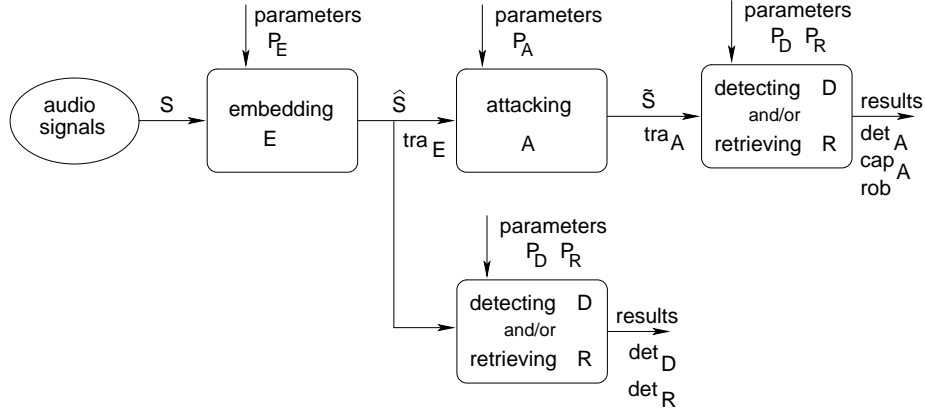 parameters
P_E
parameters
P_A
parameters
P_D P_R
audio
signals
S
embedding
E
Ŝ
tra_E
attacking
A
S̃
tra_A
detecting D
and/or
retrieving R
results
det_A
cap_A
rob
parameters
P_D P_R
detecting D
and/or
retrieving R
results
det_D
det_R